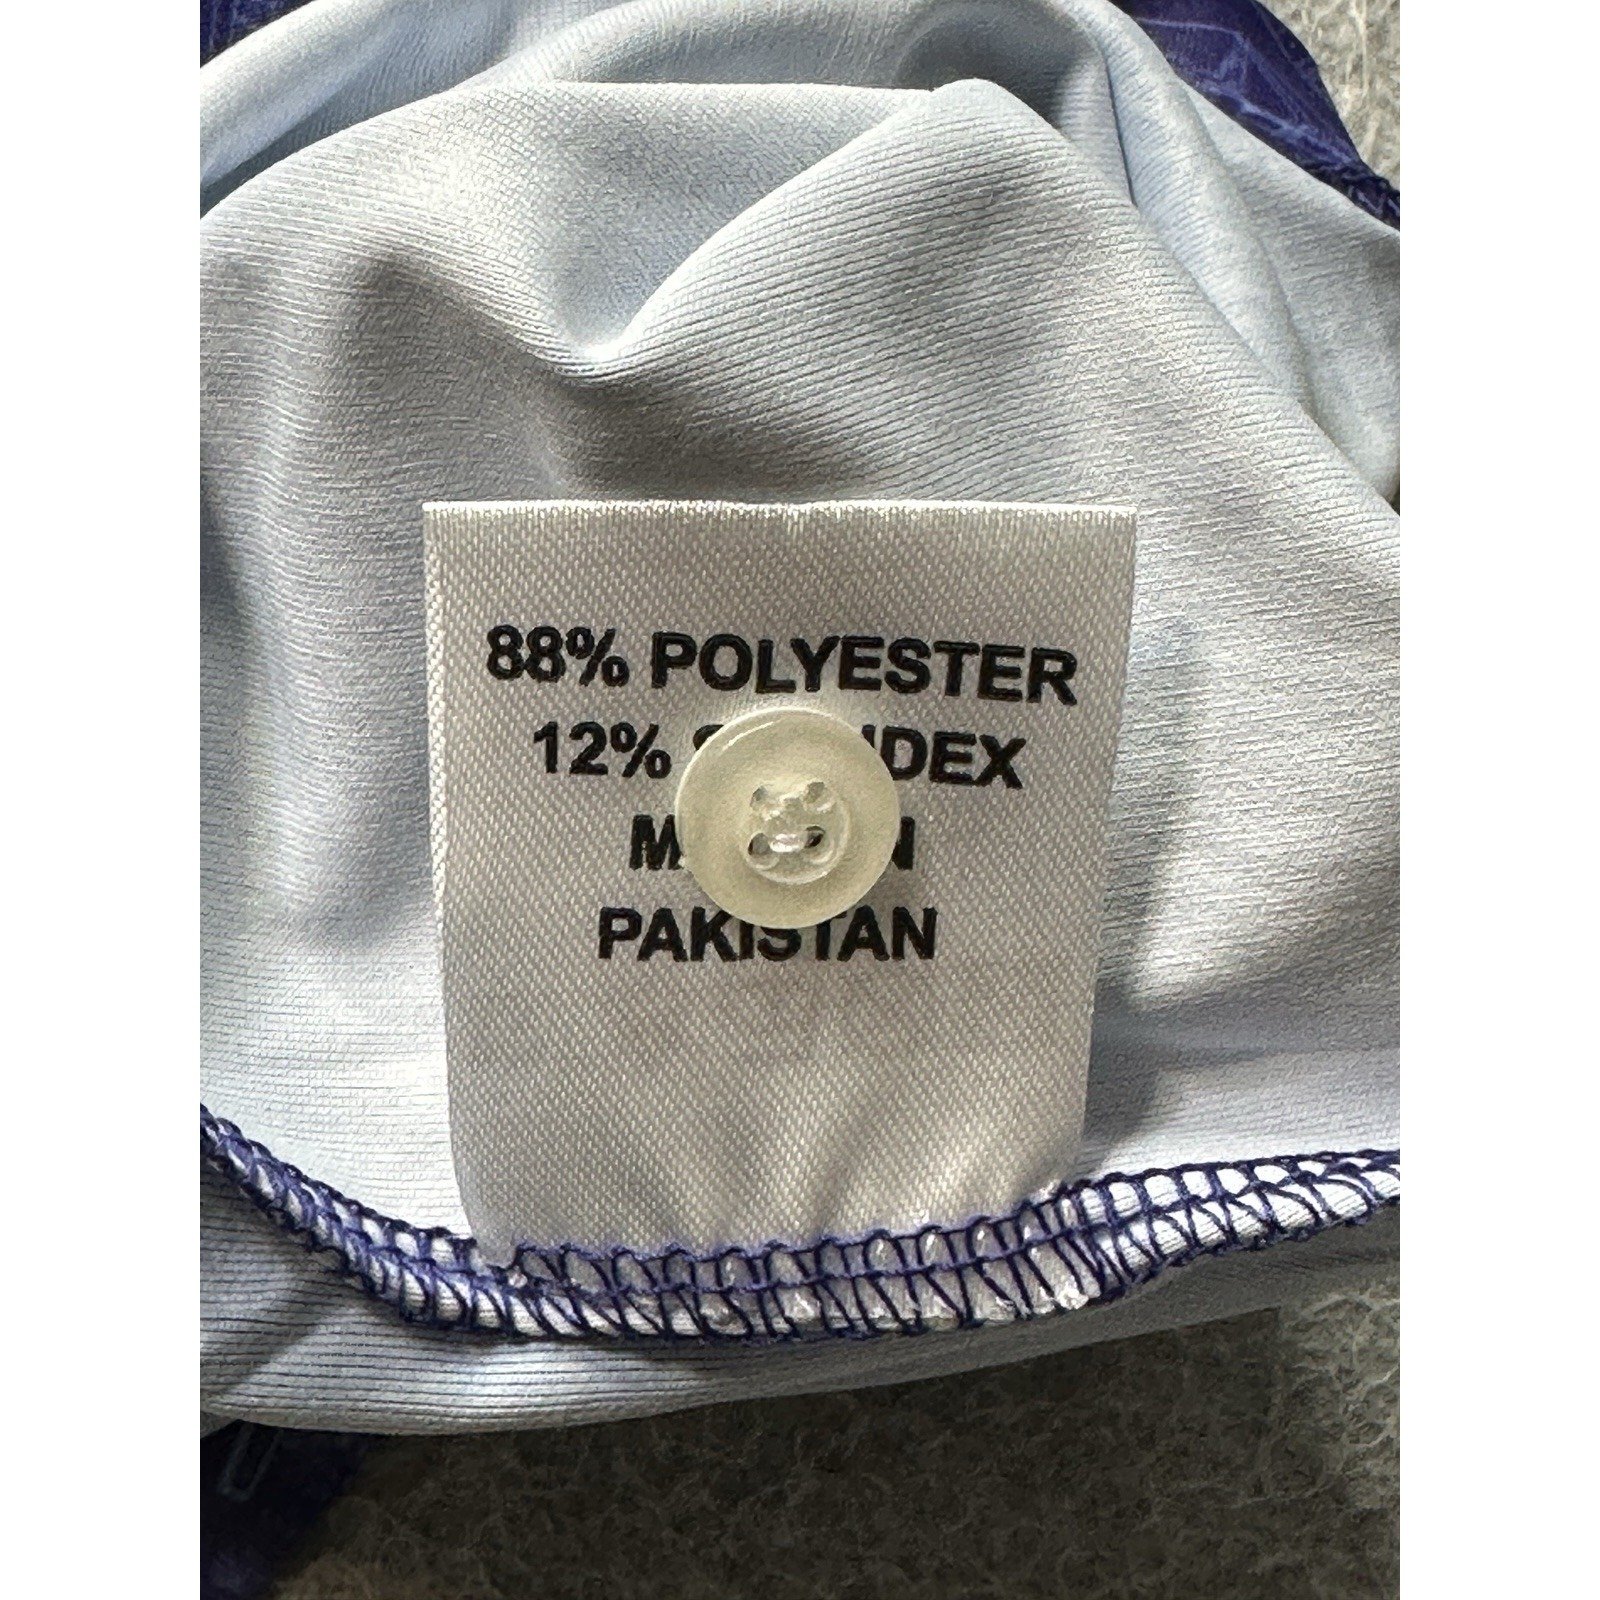 88% POLYESTER
12%
PAKISTAN